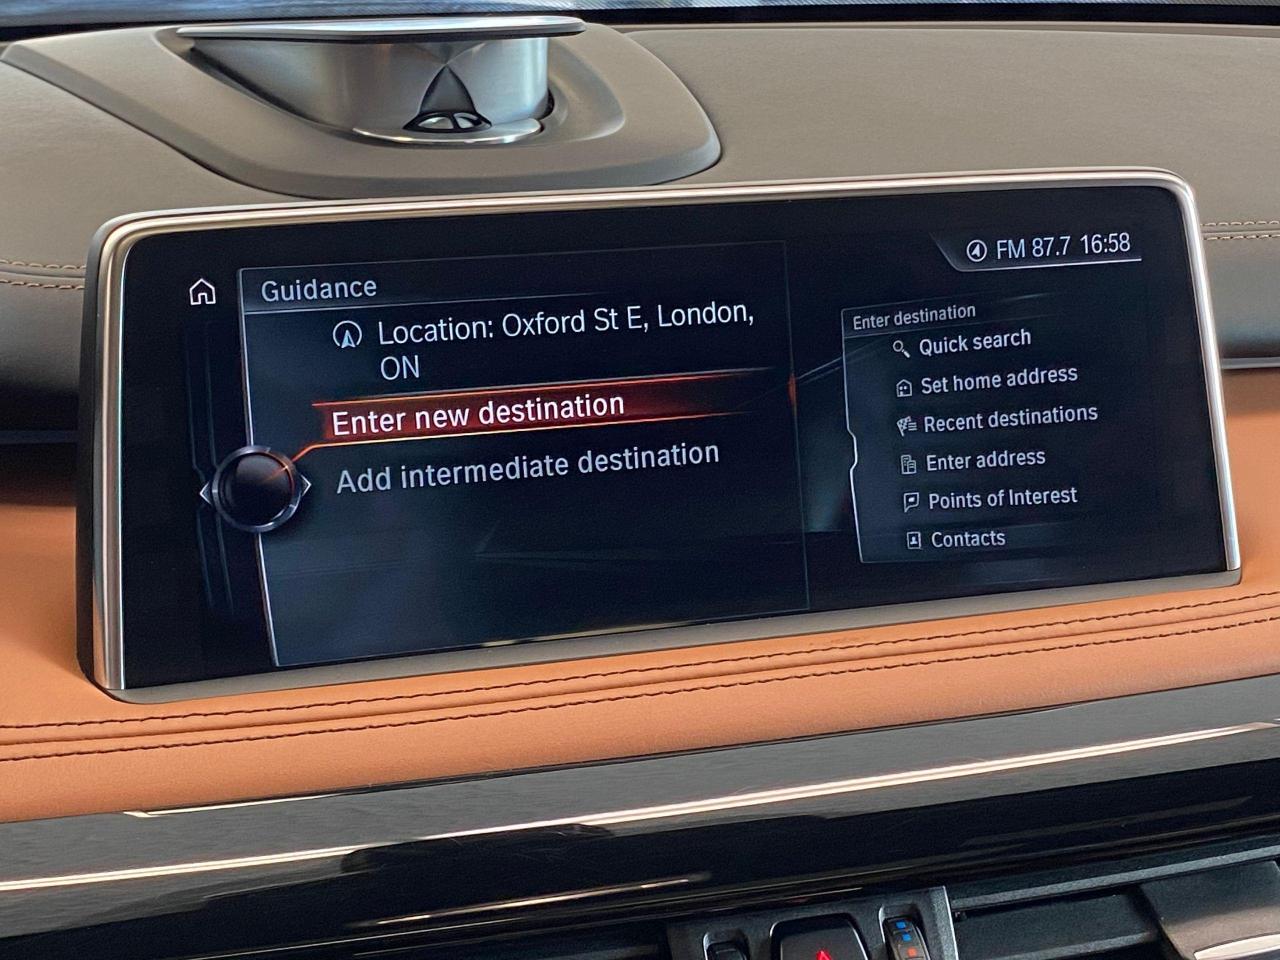 Guidance
Location: Oxford St E, London,
ON
Enter new destination
Add intermediate destination
FM 87.7 16:58
Enter destination
Quick search
Set home address
Recent destinations
Enter address
Points of Interest
Contacts